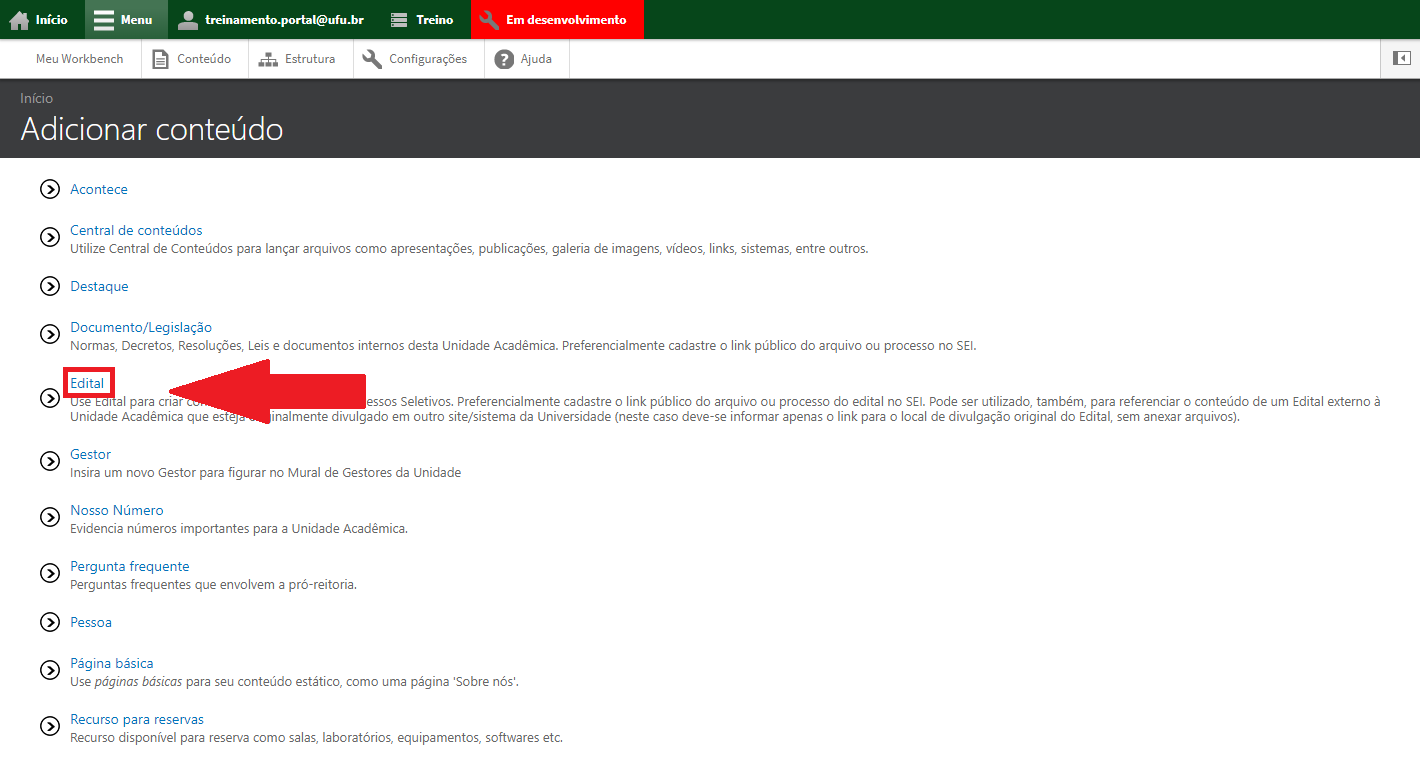 Início Menu treinamento.portal@ufu.br Treino Em desenvolvimento
Meu Workbench Conteúdo Estrutura Configurações Ajuda
Início
Adicionar conteúdo
Acontece
Central de conteúdos
Utilize Central de Conteúdos para lançar arquivos como apresentações, publicações, galeria de imagens, vídeos, links, sistemas, entre outros.
Destaque
Documento/Legislação
Normas, Decretos, Resoluções, Leis e documentos internos desta Unidade Acadêmica. Preferencialmente cadastre o link público do arquivo ou processo no SEI.
Edital
Use Edital para criar Seletivos. Preferencialmente cadastre o link público do arquivo ou processo do edital no SEI. Pode ser utilizado, também, para referenciar o conteúdo de um Edital externo à
Unidade Acadêmica que esteja originalmente divulgado em outro site/sistema da Universidade (neste caso deve-se informar apenas o link para o local de divulgação original do Edital, sem anexar arquivos).
Gestor
Insira um novo Gestor para figurar no Mural de Gestores da Unidade
Nosso Número
Evidencia números importantes para a Unidade Acadêmica.
Pergunta frequente
Perguntas frequentes que envolvem a pró-reitoria.
Pessoa
Página básica
Use páginas básicas para seu conteúdo estático, como uma página 'Sobre nós'.
Recurso para reservas
Recurso disponível para reserva como salas, laboratórios, equipamentos, softwares etc.